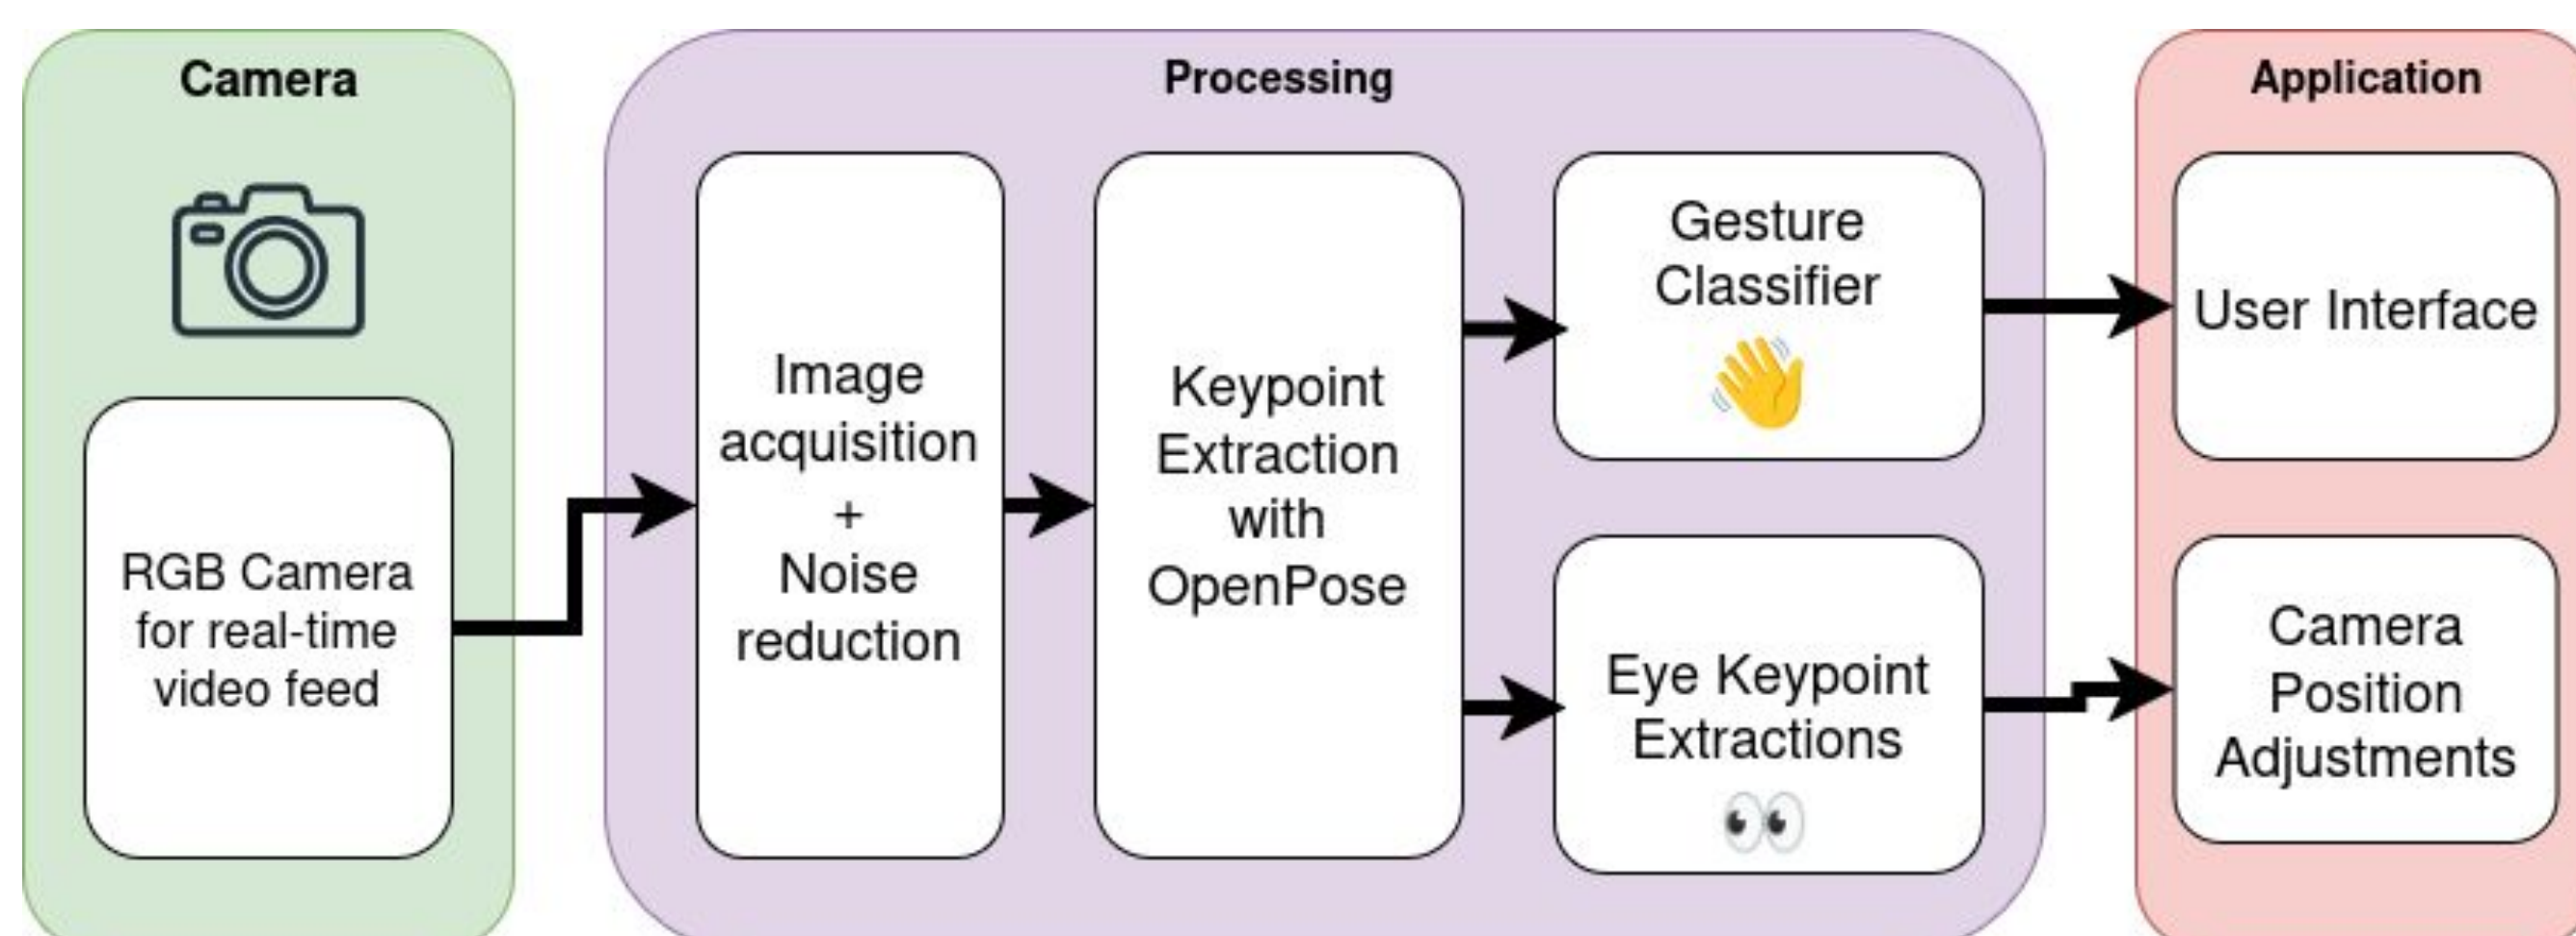 Camera
RGB Camera
for real-time
video feed
Processing
Image
acquisition
+
Noise
reduction
Keypoint
Extraction
with
OpenPose
Gesture
Classifier
Eye Keypoint
Extractions
Application
User Interface
Camera
Position
Adjustments